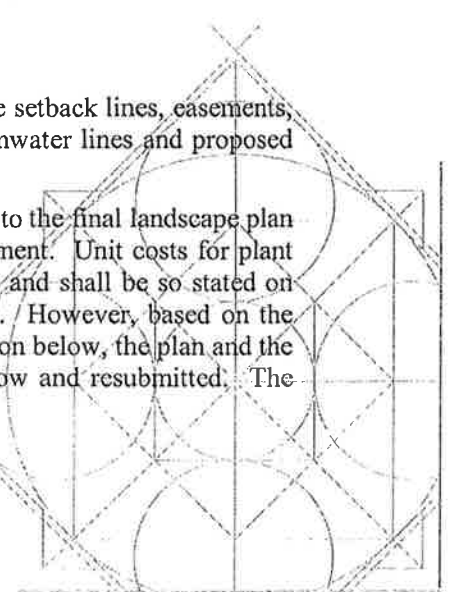 e setback lines, easements,
nwater lines and proposed
to the final landscape plan
ment. Unit costs for plant
and shall be so stated on
. However, based on the
on below, the plan and the
ow and resubmitted. The